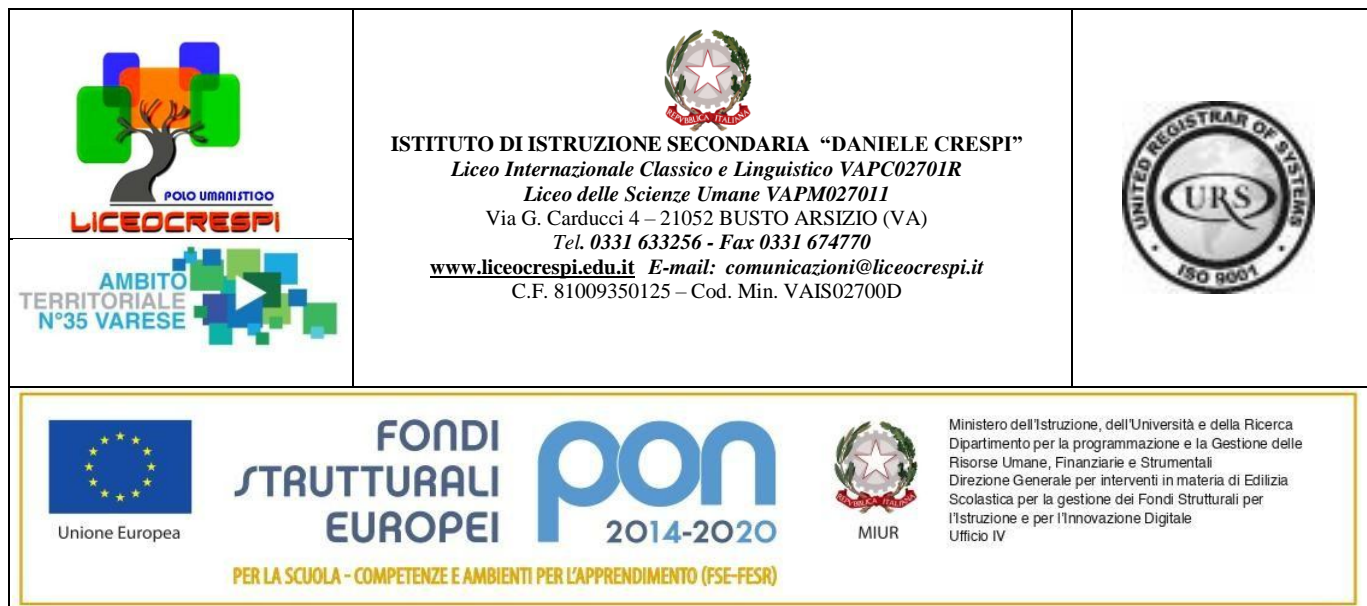 POLO UMANISTICO
LICEOCRESPI
AMBITO
TERRITORIALE
N°35 VARESE
REPVBBLICA ITALIANA
ISTITUTO DI ISTRUZIONE SECONDARIA “DANIELE CRESPI”
Liceo Internazionale Classico e Linguistico VAPC02701R
Liceo delle Scienze Umane VAPM027011
Via G. Carducci 4 – 21052 BUSTO ARSIZIO (VA)
Tel. 0331 633256 - Fax 0331 674770
www.liceocrespi.edu.it E-mail: comunicazioni@liceocrespi.it
C.F. 81009350125 – Cod. Min. VAIS02700D
UNITED REGISTRAR OF SYSTEMS
URS
ISO 9001
Unione Europea
FONDI
STRUTTURALI
EUROPEI
pon
2014-2020
PER LA SCUOLA - COMPETENZE E AMBIENTI PER L'APPRENDIMENTO (FSE-FESR)
REPVBBLICA ITALIANA
MIUR
Ministero dell'Istruzione, dell'Università e della Ricerca
Dipartimento per la programmazione e la Gestione delle
Risorse Umane, Finanziarie e Strumentali
Direzione Generale per interventi in materia di Edilizia
Scolastica per la gestione dei Fondi Strutturali per
l'Istruzione e per l'Innovazione Digitale
Ufficio IV